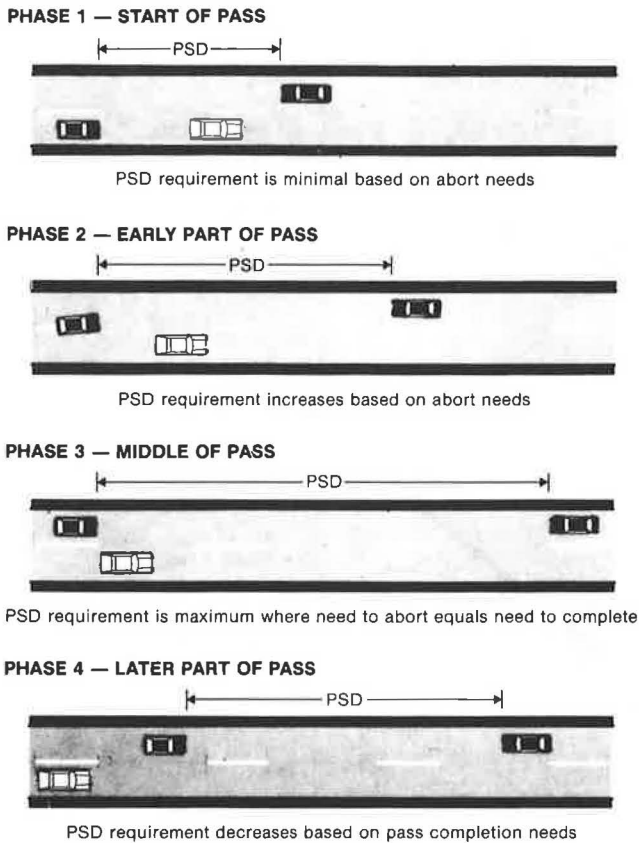 PHASE 1 — START OF PASS
PSD
PSD requirement is minimal based on abort needs
PHASE 2 — EARLY PART OF PASS
PSD
PSD requirement increases based on abort needs
PHASE 3 — MIDDLE OF PASS
PSD
PSD requirement is maximum where need to abort equals need to complete
PHASE 4 — LATER PART OF PASS
PSD
PSD requirement decreases based on pass completion needs